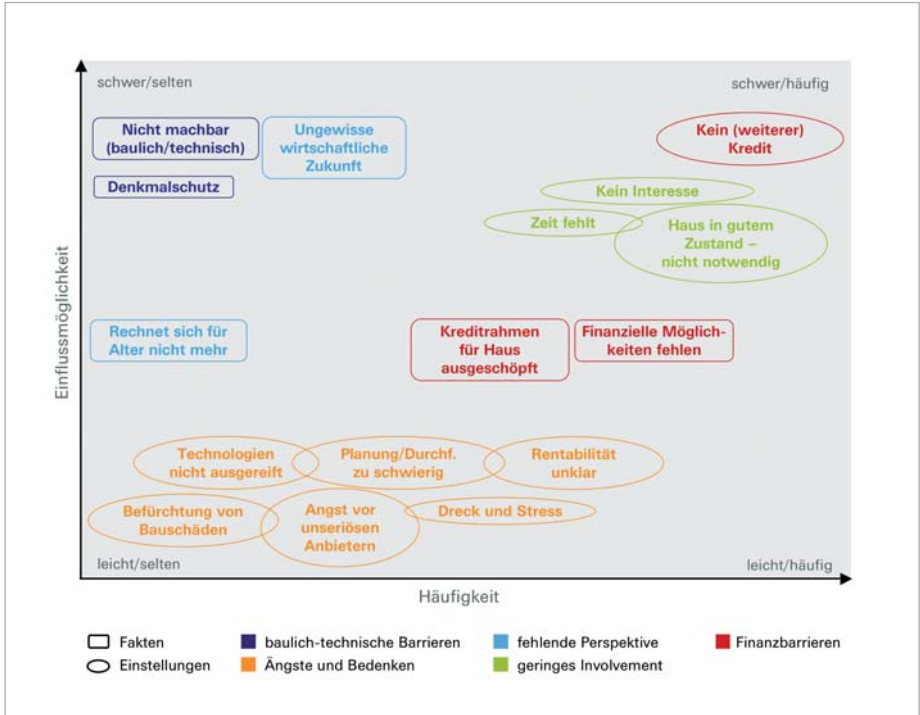 schwer/selten
schwer/häufig
Nicht machbar
(baulich/technisch)
Ungewisse
wirtschaftliche
Zukunft
Kein (weiterer)
Kredit
Denkmalschutz
Kein Interesse
Zeit fehlt
Haus in gutem
Zustand –
nicht notwendig
Einflussmöglichkeit
Rechnet sich für
Alter nicht mehr
Kreditrahmen
für Haus
ausgeschöpft
Finanzielle Möglich-
keiten fehlen
Technologien
nicht ausgereift
Planung/Durchf.
zu schwierig
Rentabilität
unklar
Befürchtung von
Bauschäden
Angst vor
unseriösen
Anbietern
Dreck und Stress
leicht/selten
leicht/häufig
Häufigkeit
Fakten
baulich-technische Barrieren
fehlende Perspektive
Finanzbarrieren
Einstellungen
Ängste und Bedenken
geringes Involvement